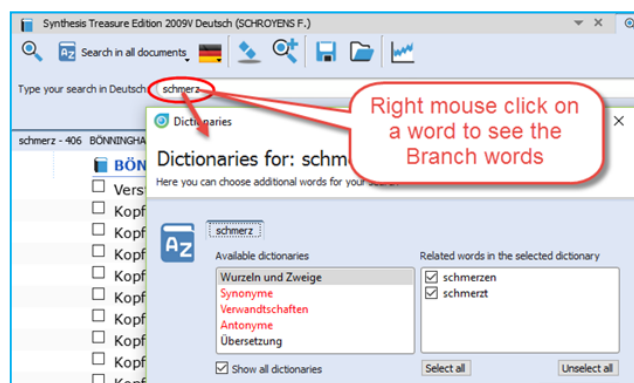 Synthesis Treasure Edition 2009V Deutsch (SCHROYENS F.)
Search in all documents
Type your search in Deutsch
schmerz
Right mouse click on
a word to see the
Branch words
Dictionaries
schmerz - 406 BÖNNINGHA
BÖN
Dictionaries for: schm
Here you can choose additional words for your search
Vers
Kopf
Kopf
Kopf
Kopf
Kopf
Kopf
Kopf
Kopf
Kopf
AZ
schmerz
Available dictionaries
Related words in the selected dictionary
Wurzeln und Zweige
Synonyme
Verwandtschaften
Antonyme
Übersetzung
schmerzen
schmerzt
Show all dictionaries
Select all
Unselect all